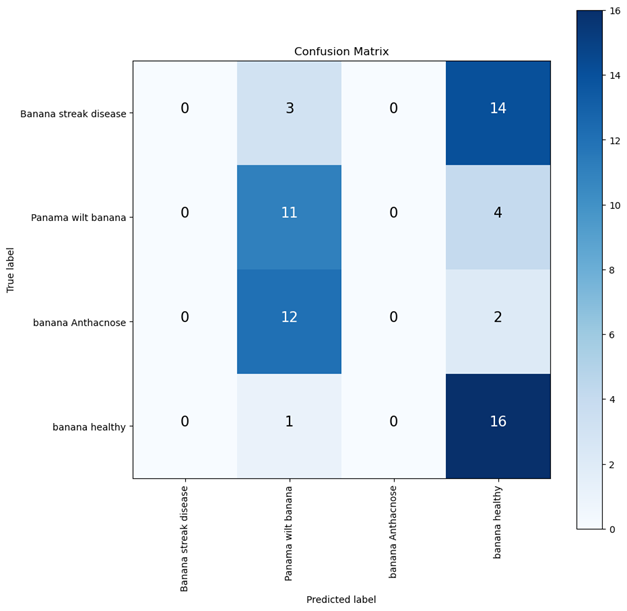 Confusion Matrix
True label
Banana streak disease 0 3 0 14
Panama wilt banana 0 11 0 4
banana Anthacnose 0 12 0 2
banana healthy 0 1 0 16
Banana streak disease
Panama wilt banana
banana Anthacnose
banana healthy
Predicted label
16
14
12
10
8
6
4
2
0